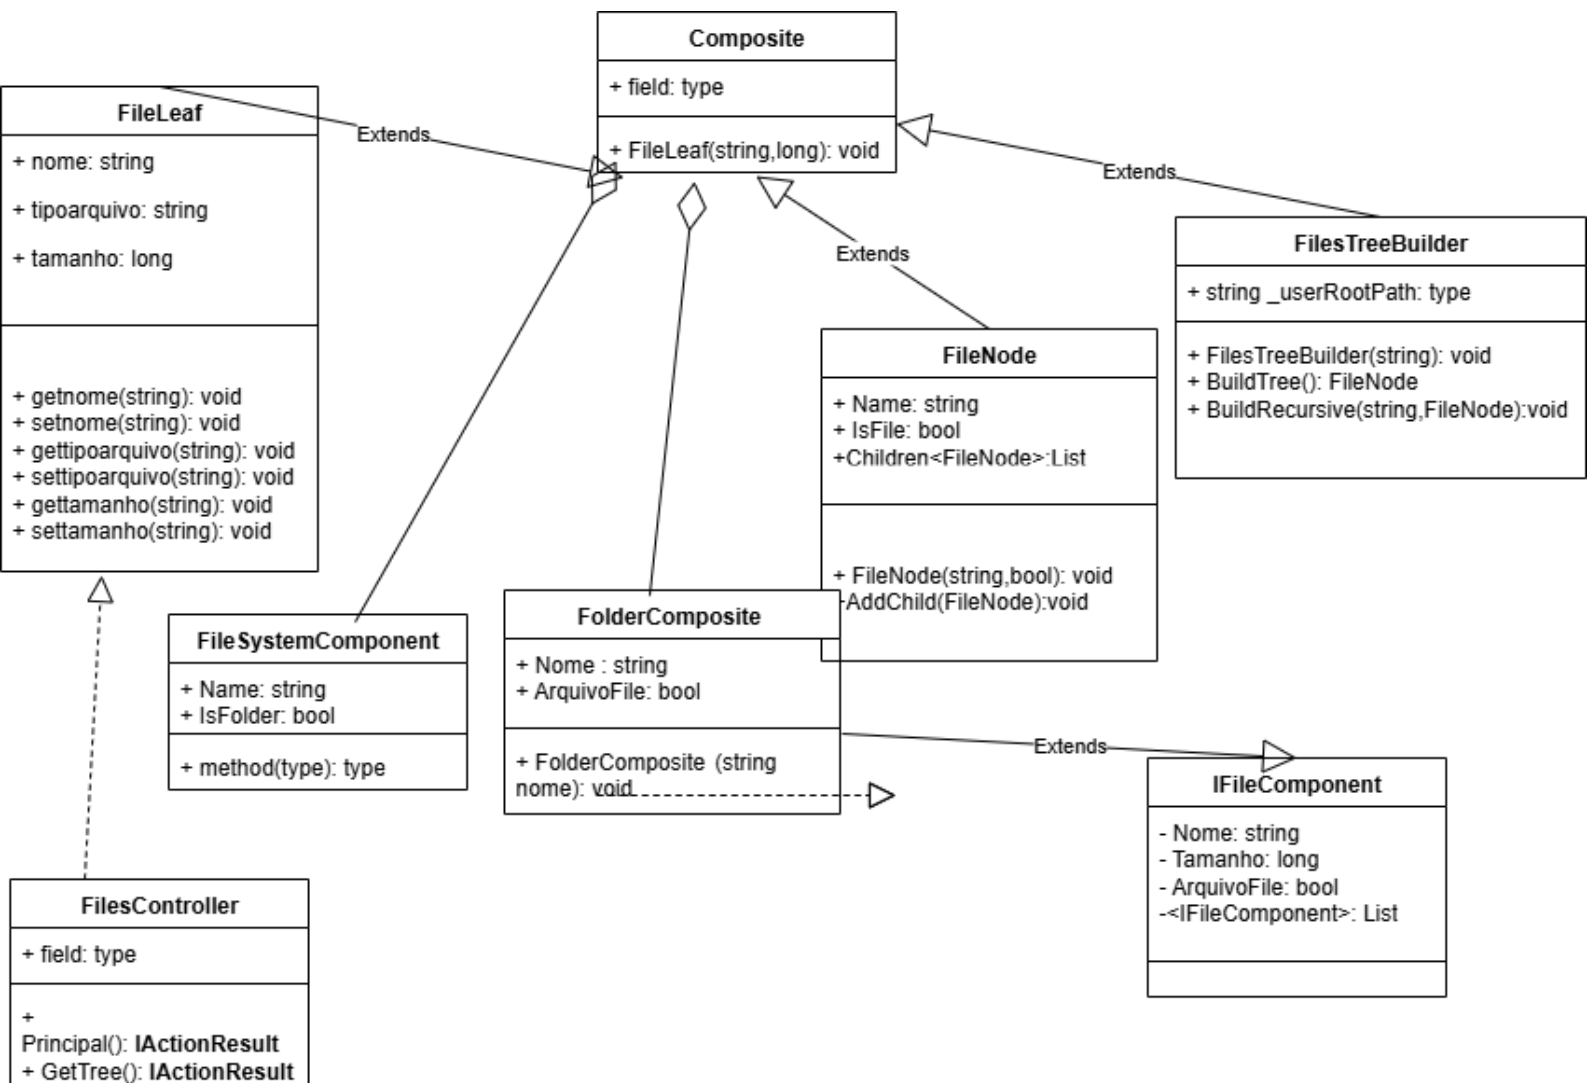 Composite
+ field: type
+ FileLeaf(string,long): void
FileLeaf
+ nome: string
+ tipoarquivo: string
+ tamanho: long
+ getnome(string): void
+ setnome(string): void
+ gettipoarquivo(string): void
+ settipoarquivo(string): void
+ gettamanho(string): void
+ settamanho(string): void
Extends
Extends
Extends
FilesTreeBuilder
+ string _userRootPath: type
+ FilesTreeBuilder(string): void
+ BuildTree(): FileNode
+ BuildRecursive(string,FileNode):void
FileNode
+ Name: string
+ IsFile: bool
+Children<FileNode>:List
+ FileNode(string,bool): void
-AddChild(FileNode):void
FileSystemComponent
+ Name: string
+ IsFolder: bool
+ method(type): type
FolderComposite
+ Nome : string
+ ArquivoFile: bool
+ FolderComposite (string
nome): void
Extends
IFileComponent
- Nome: string
- Tamanho: long
- ArquivoFile: bool
-<IFileComponent>: List
FilesController
+ field: type
+
Principal(): IActionResult
+ GetTree(): IActionResult